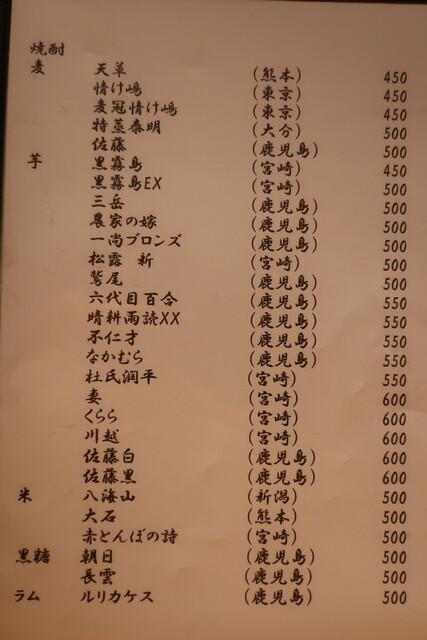 焼酎
麦 天草 (熊本) 450
情け嶋 (東京) 450
麦冠情け嶋 (東京) 450
特蒸泰明 (大分) 500
佐藤 (鹿児島) 500
芋 黒霧島 (宮崎) 450
黒霧島EX (宮崎) 500
三岳 (鹿児島) 500
農家の嫁 (鹿児島) 500
一尚ブロンズ (鹿児島) 500
松露 新 (宮崎) 500
鷲尾 (鹿児島) 500
六代目百合 (鹿児島) 550
晴耕雨読XX (鹿児島) 550
不仁才 (鹿児島) 550
なかむら (鹿児島) 550
杜氏潤平 (宮崎) 550
妻 (宮崎) 600
くらら (宮崎) 600
川越 (宮崎) 600
佐藤白 (鹿児島) 600
佐藤黒 (鹿児島) 600
米 八海山 (新潟) 500
大石 (熊本) 500
赤とんぼの詩 (宮崎) 500
黒糖 朝日 (鹿児島) 500
長雲 (鹿児島) 500
ラム ルリカケス (鹿児島) 500